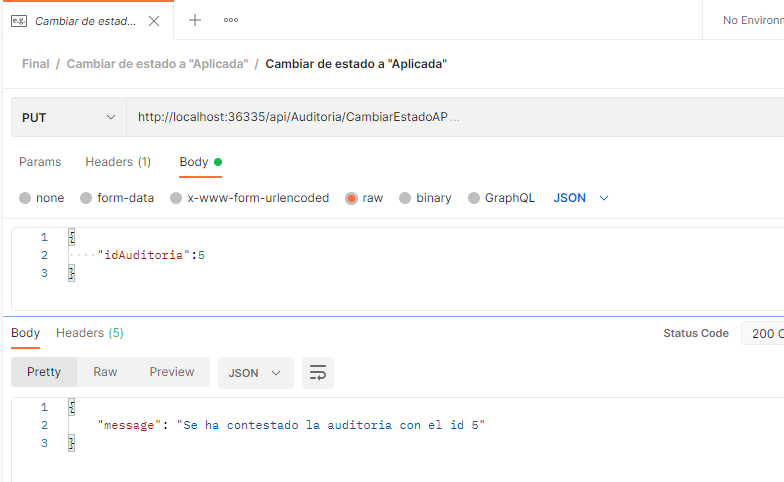 e.g. Cambiar de estad...
No Environm
Final / Cambiar de estado a "Aplicada" / Cambiar de estado a "Aplicada"
PUT http://localhost:36335/api/Auditoria/CambiarEstadoAP ...
Params Headers (1) Body
none form-data x-www-form-urlencoded raw binary GraphQL JSON
1 {
2 "idAuditoria":5
3 }
Body Headers (5) Status Code 200 O
Pretty Raw Preview JSON
1 {
2 "message": "Se ha contestado la auditoria con el id 5"
3 }